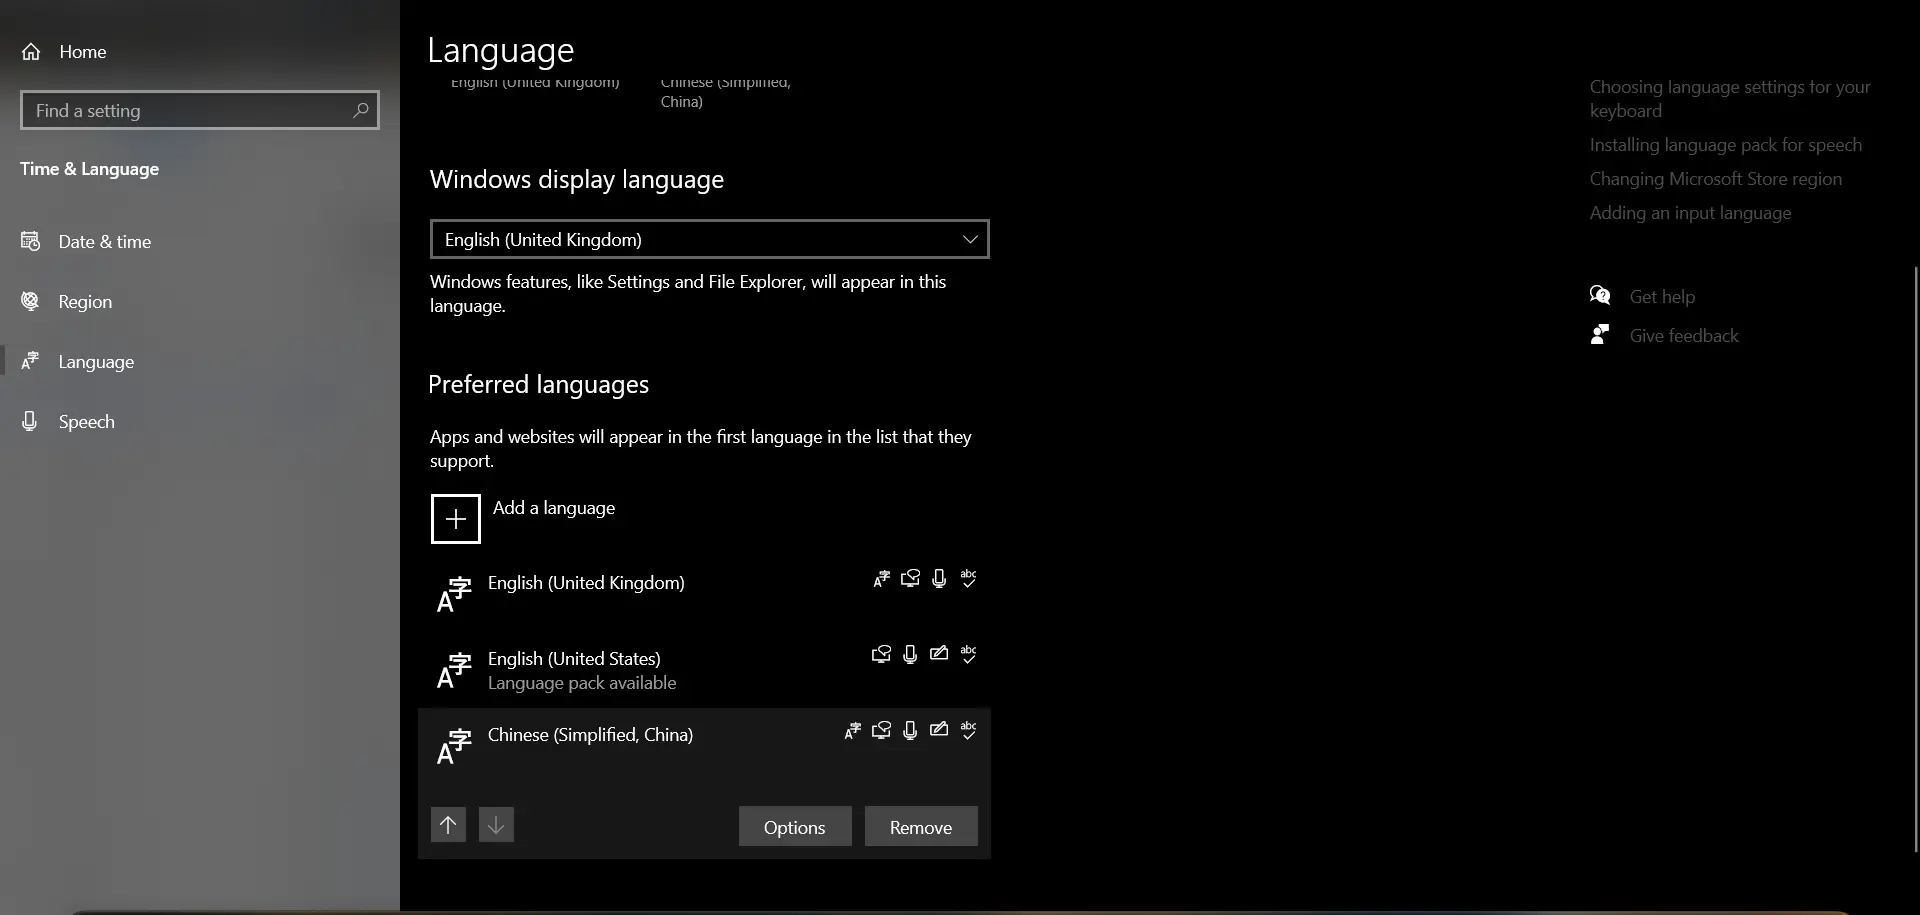 Home
Find a setting
Time & Language
Date & time
Region
Language
Speech
Language
English (United Kingdom)
Chinese (Simplified,
China)
Windows display language
English (United Kingdom)
Windows features, like Settings and File Explorer, will appear in this
language.
Preferred languages
Apps and websites will appear in the first language in the list that they
support.
Add a language
English (United Kingdom)
English (United States)
Language pack available
Chinese (Simplified, China)
Options
Remove
Choosing language settings for your
keyboard
Installing language pack for speech
Changing Microsoft Store region
Adding an input language
Get help
Give feedback